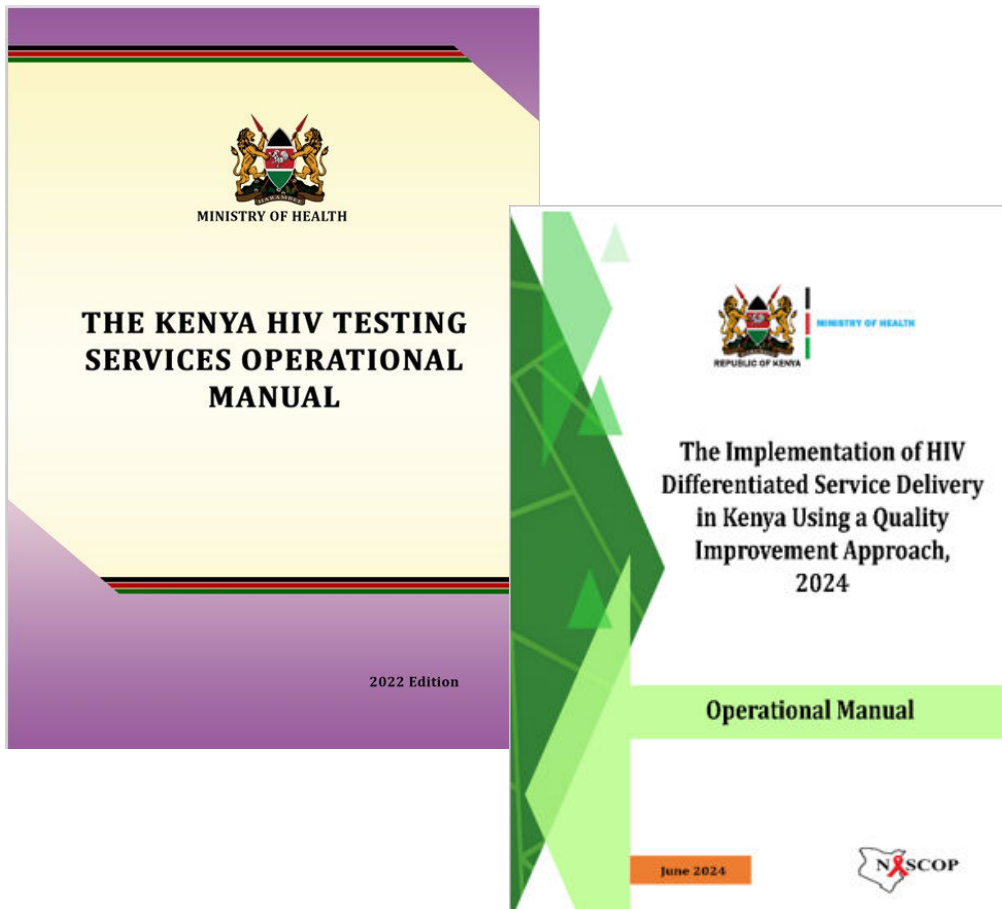 HARAMBEE
MINISTRY OF HEALTH
THE KENYA HIV TESTING
SERVICES OPERATIONAL
MANUAL
2022 Edition
MINISTRY OF HEALTH
REPUBLIC OF KENYA
The Implementation of HIV
Differentiated Service Delivery
in Kenya Using a Quality
Improvement Approach,
2024
Operational Manual
June 2024
NASCOP